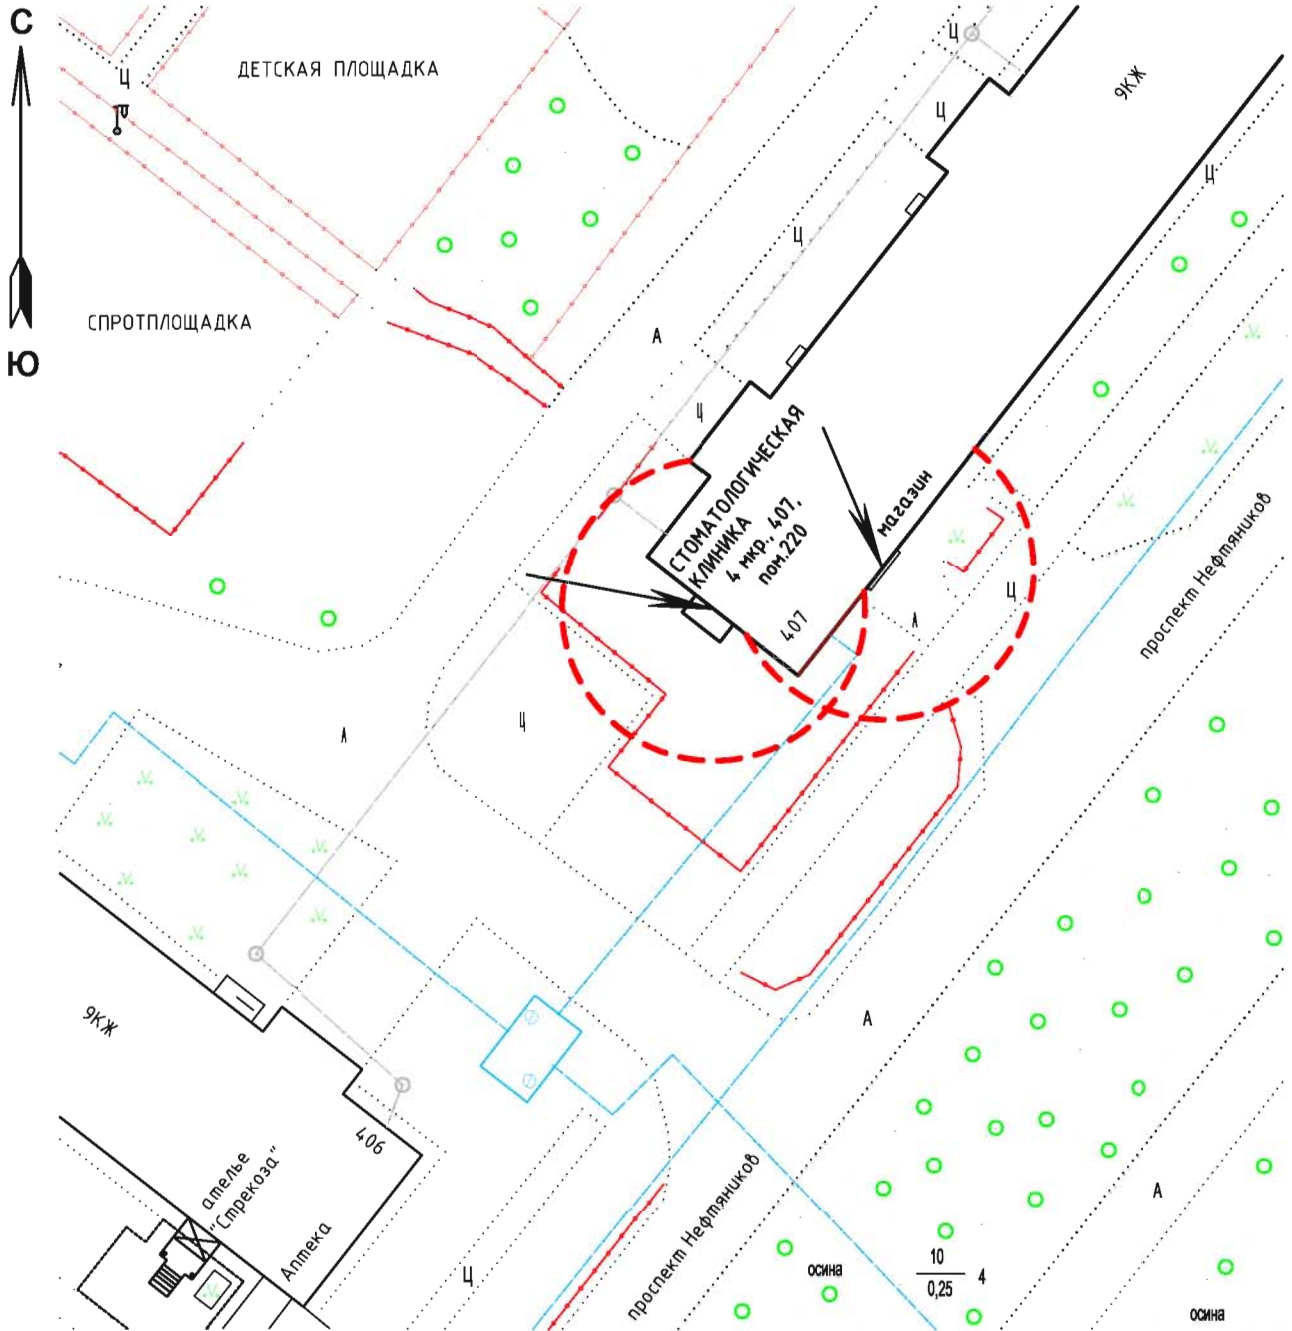 С
Ю
Ц
ДЕТСКАЯ ПЛОЩАДКА
Ц
9КЖ
Ц
Ц
Ц
СПРОТПЛОЩАДКА
А
Ц
СТОМАТОЛОГИЧЕСКАЯ
КЛИНИКА
4 мкр., 407,
пом.220
407
магазин
Ц
А
проспект Нефтяников
Ц
А
9КЖ
406
ателье
"Стрекоза"
Аптека
Ц
проспект Нефтяников
А
А
осина
10
0,25
4
осина